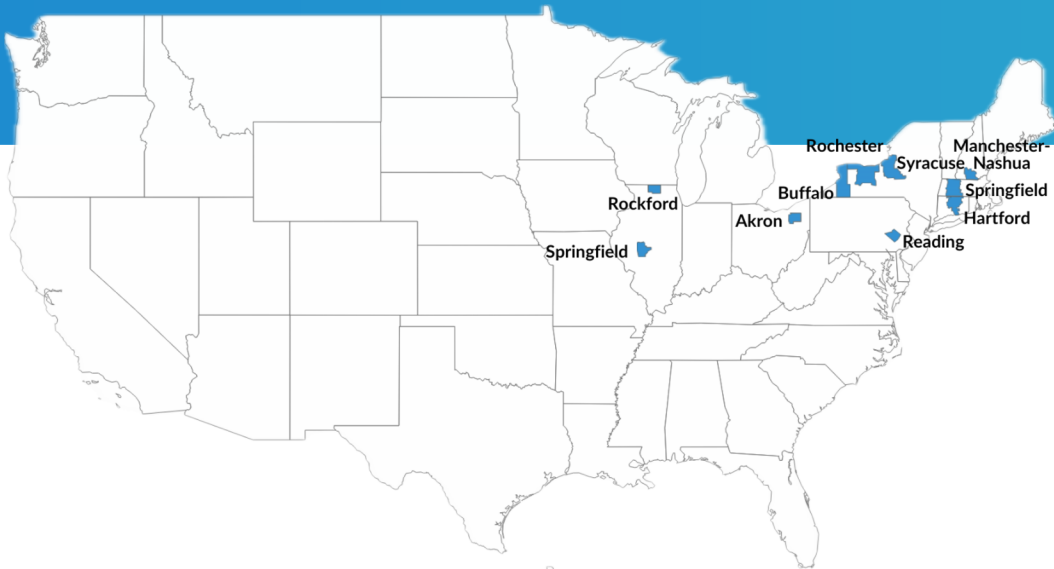 Rochester
Manchester-
Syracuse
Nashua
Buffalo
Springfield
Rockford
Akron
Hartford
Reading
Springfield